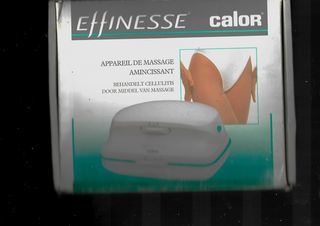 EffINESSE calor
APPAREIL DE MASSAGE
AMINCISSANT
BEHANDELT CELLULITIS
DOOR MIDDEL VAN MASSAGE